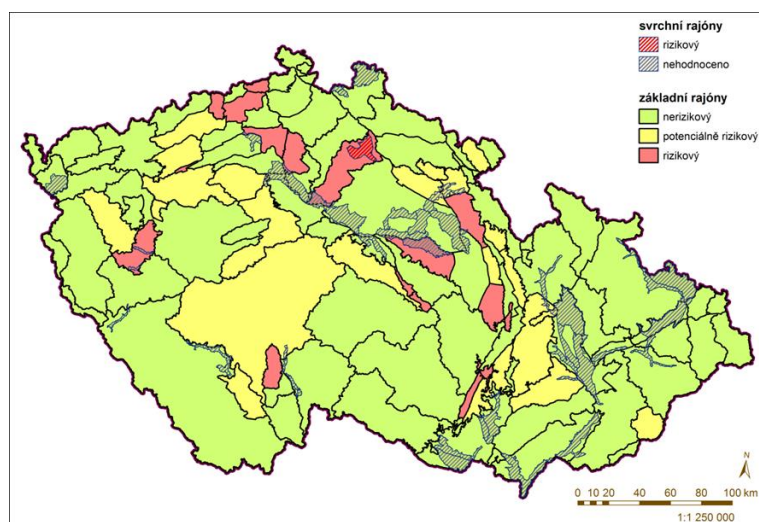 svrchní rajóny
rizikový
nehodnoceno
základní rajóny
nerizikový
potenciálně rizikový
rizikový
N
0 10 20 40 60 80 100 km
1:1 250 000